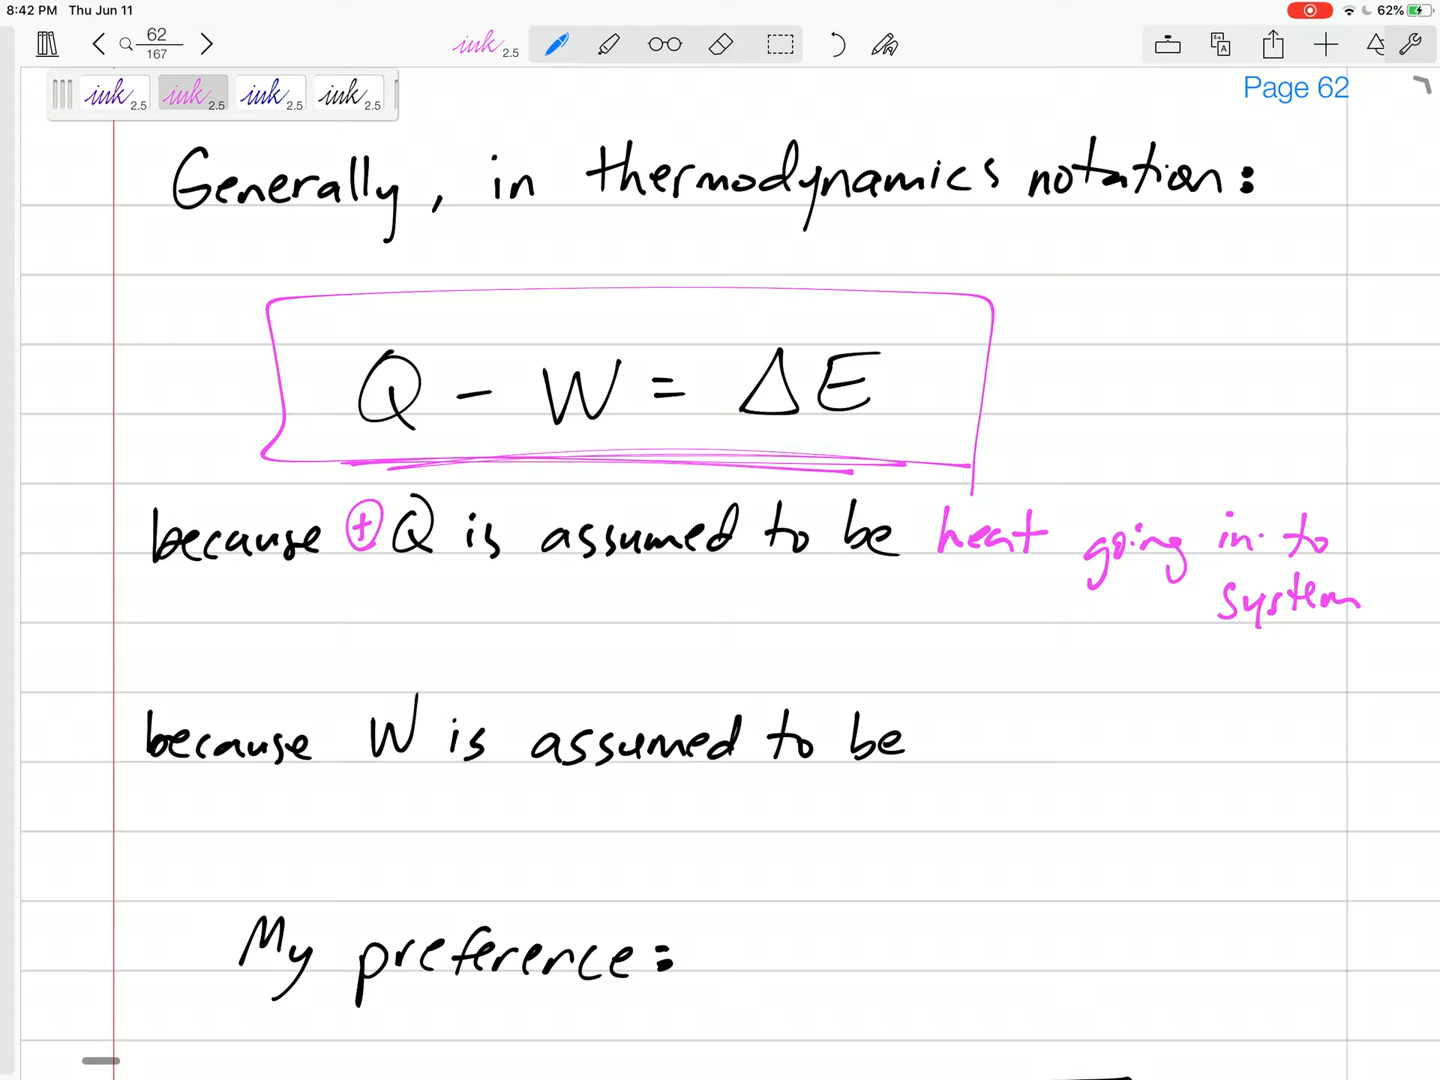 8:42 PM Thu Jun 11
62%
62
167
ink 2.5
ink 2.5 ink 2.5 ink 2.5 ink 2.5
Page 62
Generally, in thermodynamics notation:
Q - W = ΔE
because + Q is assumed to be heat going in to
system
because W is assumed to be
My preference: